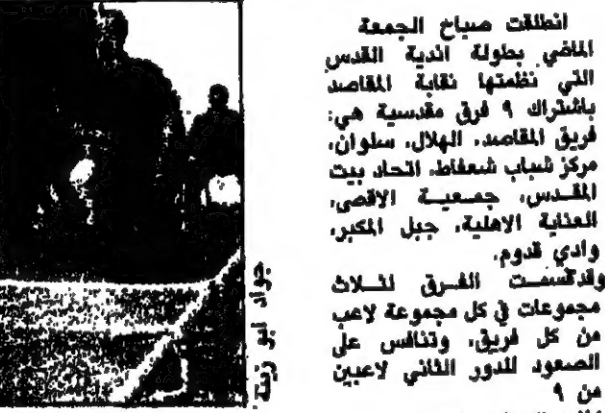 انطلقت صباح الجمعة
الماضي بطولة اندية القدس
التي نظمتها نقابة المقاصد
باشتراك ٩ فرق مقدسية هي:
فريق المقاصد، الهلال، سلوان،
مركز شباب شعفاط، اتحاد بيت
المقدس، جمعية الاقصى،
العناية الاهلية، جبل المكبر،
وادي قدوم.
وقد قسمت الفرق لثلاث
مجموعات في كل مجموعة لاعب
من كل فريق، وتنافس على
الصعود للدور الثاني لاعبين
من ٩
جواد ابو زينة